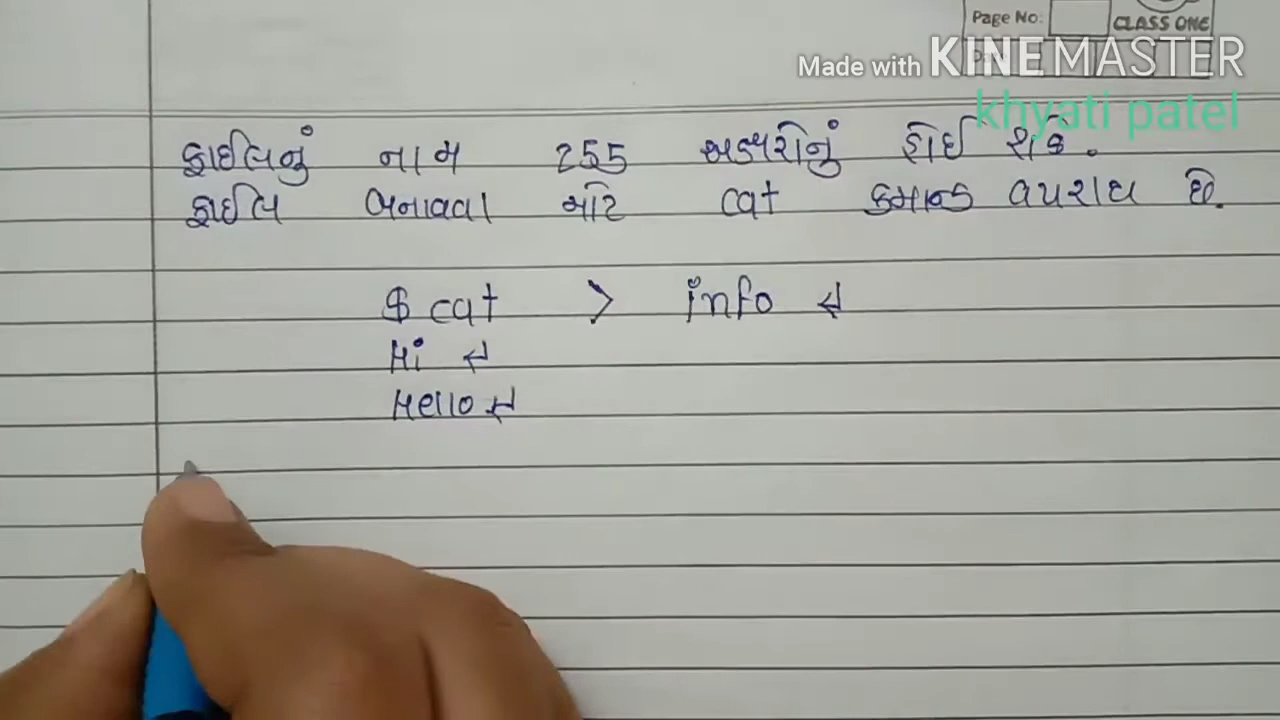 Page No:
CLASS ONE
Made with KINEMASTER
khyati patel
ફાઈલનું નામ 255 અક્ષરોનું હોઈ શકે.
ફાઈલ બનાવવા માટે cat કમાન્ડ વપરાય છે.
$ cat > info ↵
Hi ↵
Hello ↵